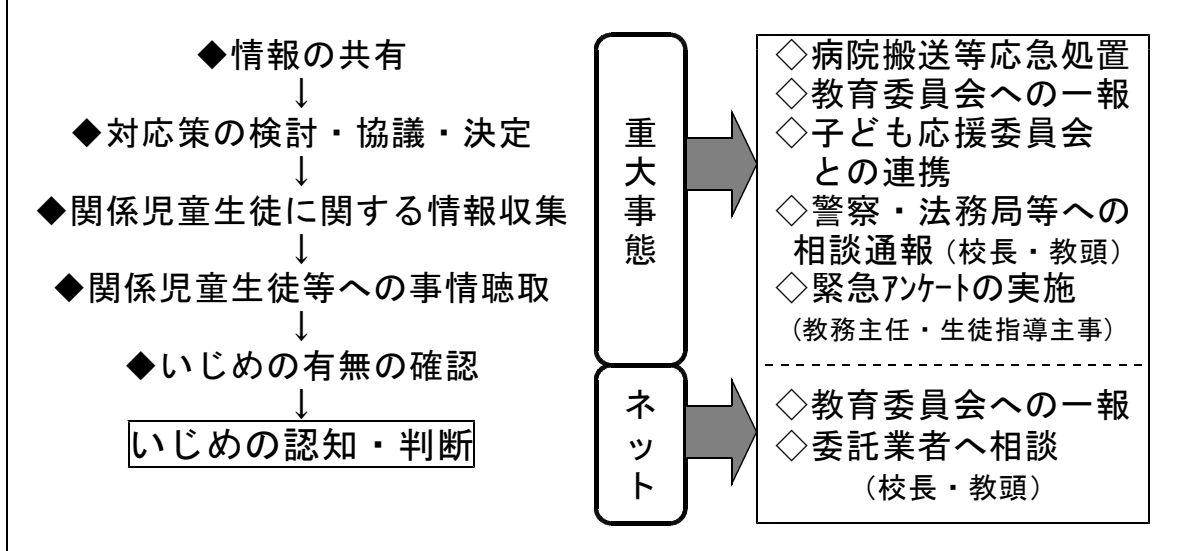 ◆情報の共有
↓
◆対応策の検討・協議・決定
↓
◆関係児童生徒に関する情報収集
↓
◆関係児童生徒等への事情聴取
↓
◆いじめの有無の確認
↓
いじめの認知・判断
重大事態
◇病院搬送等応急処置
◇教育委員会への一報
◇子ども応援委員会
との連携
◇警察・法務局等への
相談通報(校長・教頭)
◇緊急アンケートの実施
(教務主任・生徒指導主事)
ネット
◇教育委員会への一報
◇委託業者へ相談
(校長・教頭)